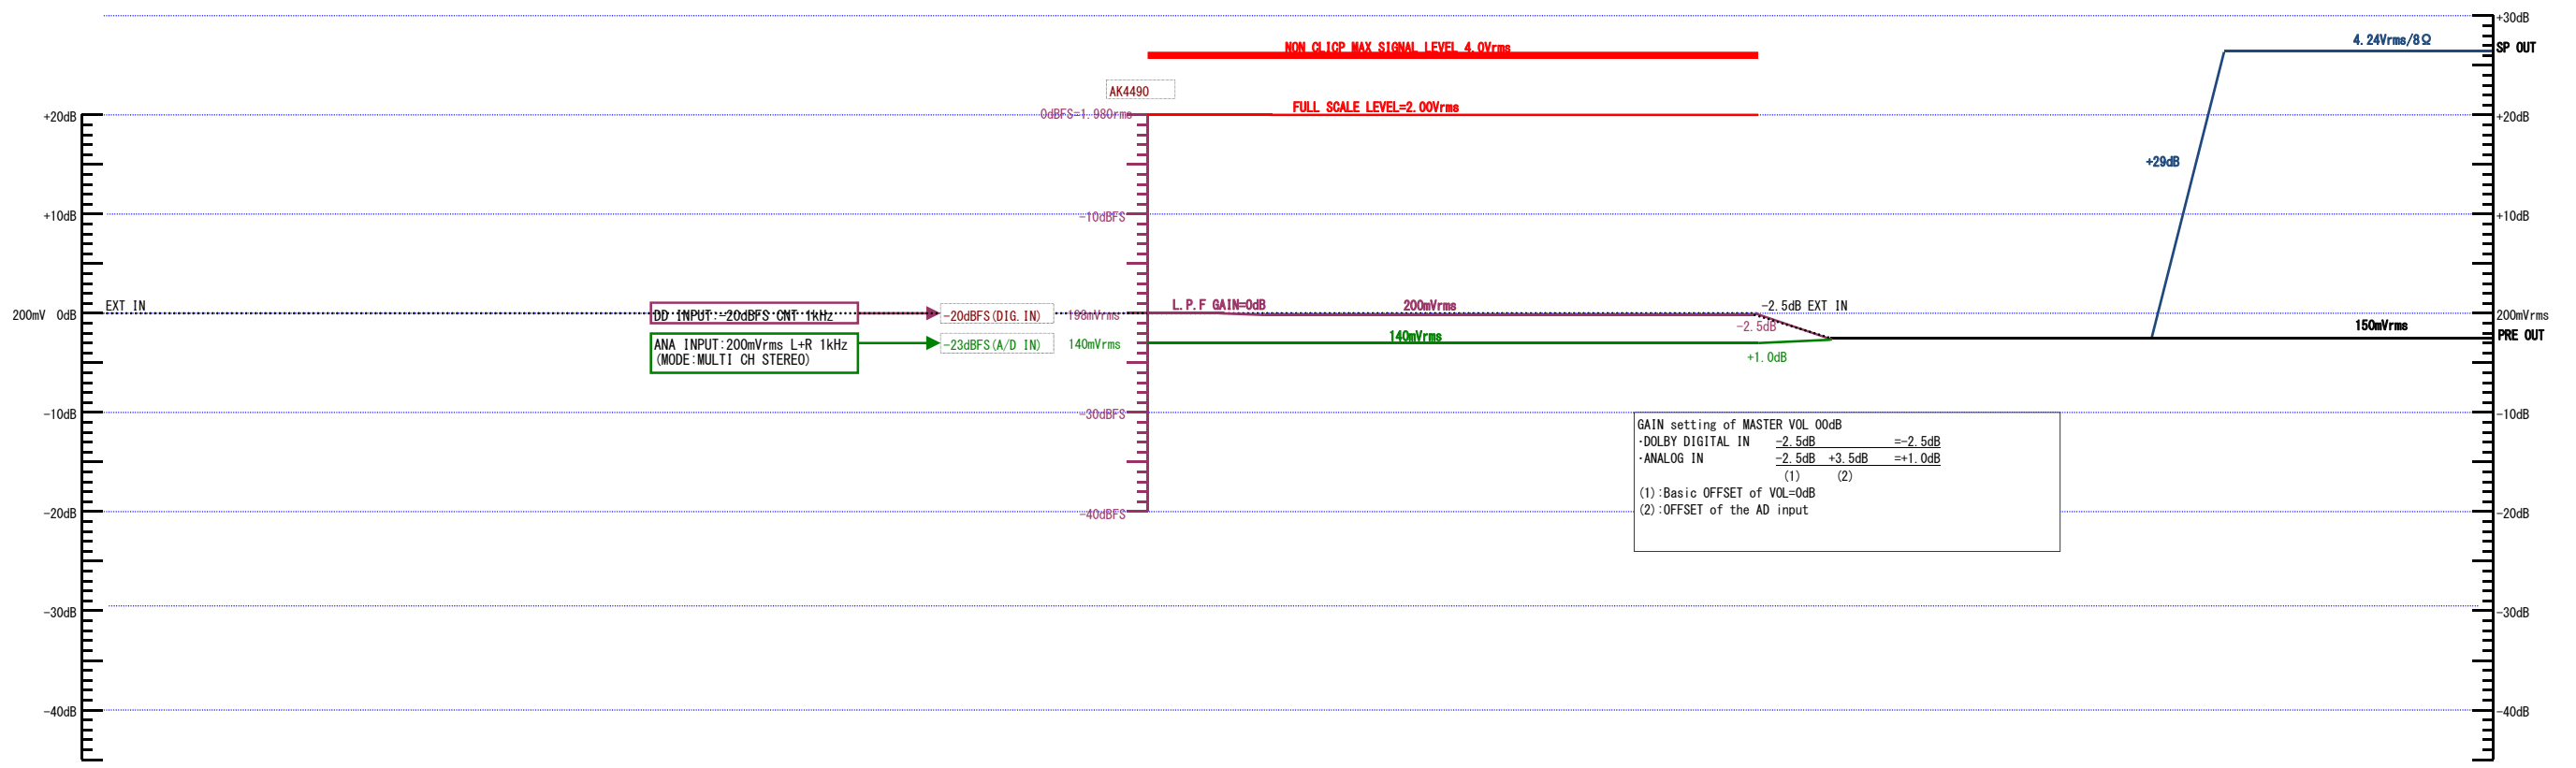 +30dB
NON CLICP MAX SIGNAL LEVEL 4.0Vrms
4.24Vrms/8Ω
SP OUT
AK4490
+20dB
0dBFS=1.980rms
FULL SCALE LEVEL=2.00Vrms
+20dB
+29dB
+10dB
-10dBFS
+10dB
200mV 0dB
EXT IN
DD INPUT:-20dBFS CNT 1kHz
-20dBFS(DIG.IN)
198mVrms
L.P.F GAIN=0dB
200mVrms
-2.5dB EXT IN
-2.5dB
200mVrms
150mVrms
PRE OUT
ANA INPUT:200mVrms L+R 1kHz
(MODE:MULTI CH STEREO)
-23dBFS(A/D IN)
140mVrms
140mVrms
+1.0dB
-10dB
-30dBFS
-10dB
GAIN setting of MASTER VOL 00dB
・DOLBY DIGITAL IN -2.5dB =-2.5dB
・ANALOG IN -2.5dB +3.5dB =+1.0dB
(1) (2)
(1):Basic OFFSET of VOL=0dB
(2):OFFSET of the AD input
-20dB
-40dBFS
-20dB
-30dB
-30dB
-40dB
-40dB